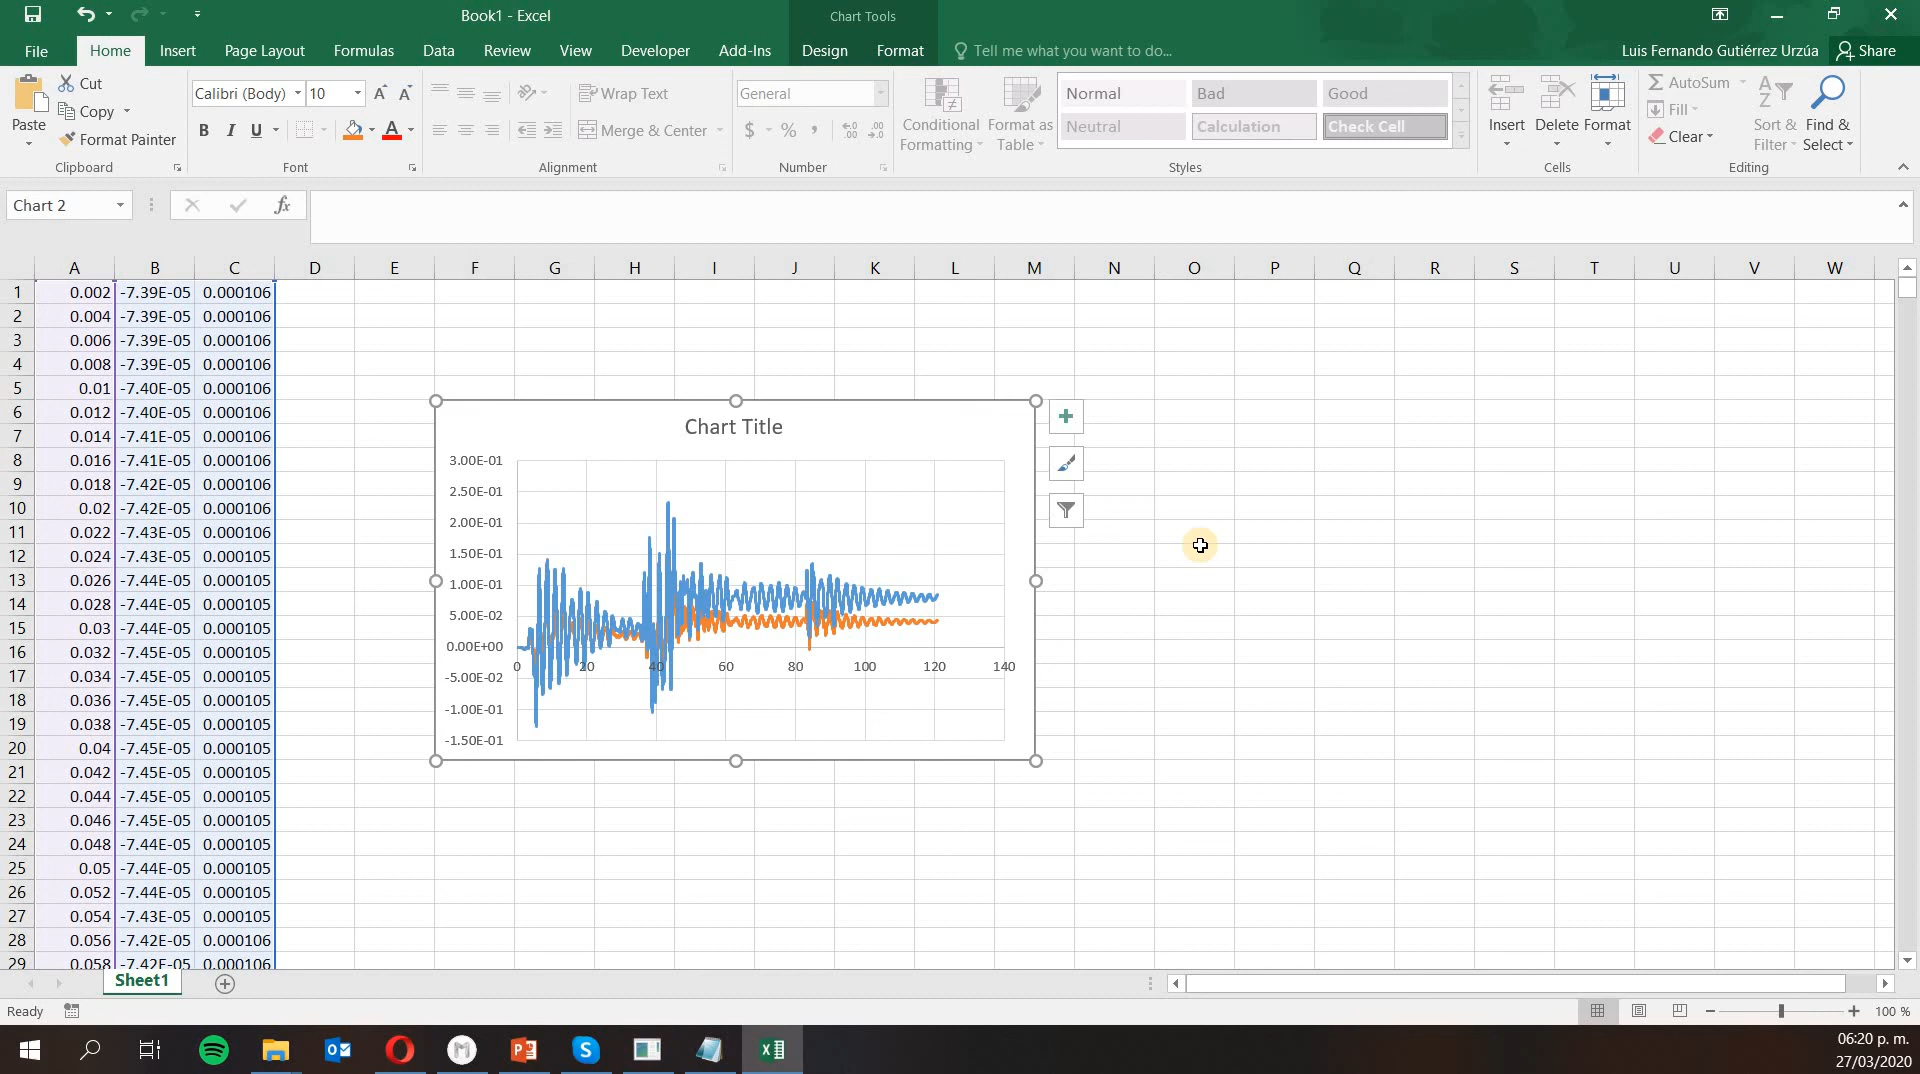 Book1 - Excel
Chart Tools
File Home Insert Page Layout Formulas Data Review View Developer Add-Ins Design Format Tell me what you want to do... Luis Fernando Gutiérrez Urzúa Share
Paste
Cut
Copy
Format Painter
Clipboard
Calibri (Body) 10
B I U
Font
Wrap Text
Merge & Center
Alignment
General
$ % ,
Number
Conditional
Formatting
Format as
Table
Normal Bad Good
Neutral Calculation Check Cell
Styles
Insert Delete Format
Cells
AutoSum
Fill
Clear
Sort &
Filter
Find &
Select
Editing
Chart 2
fx
A B C D E F G H I J K L M N O P Q R S T U V W
1 0.002 -7.39E-05 0.000106
2 0.004 -7.39E-05 0.000106
3 0.006 -7.39E-05 0.000106
4 0.008 -7.39E-05 0.000106
5 0.01 -7.40E-05 0.000106
6 0.012 -7.40E-05 0.000106
7 0.014 -7.41E-05 0.000106
8 0.016 -7.41E-05 0.000106
9 0.018 -7.42E-05 0.000106
10 0.02 -7.42E-05 0.000106
11 0.022 -7.43E-05 0.000106
12 0.024 -7.43E-05 0.000105
13 0.026 -7.44E-05 0.000105
14 0.028 -7.44E-05 0.000105
15 0.03 -7.44E-05 0.000105
16 0.032 -7.45E-05 0.000105
17 0.034 -7.45E-05 0.000105
18 0.036 -7.45E-05 0.000105
19 0.038 -7.45E-05 0.000105
20 0.04 -7.45E-05 0.000105
21 0.042 -7.45E-05 0.000105
22 0.044 -7.45E-05 0.000105
23 0.046 -7.45E-05 0.000105
24 0.048 -7.44E-05 0.000105
25 0.05 -7.44E-05 0.000105
26 0.052 -7.44E-05 0.000105
27 0.054 -7.43E-05 0.000105
28 0.056 -7.42E-05 0.000106
29 0.058 -7.42E-05 0.000106
Chart Title
3.00E-01
2.50E-01
2.00E-01
1.50E-01
1.00E-01
5.00E-02
0.00E+00
0 20 40 60 80 100 120 140
-5.00E-02
-1.00E-01
-1.50E-01
Sheet1
Ready
100 %
06:20 p. m.
27/03/2020